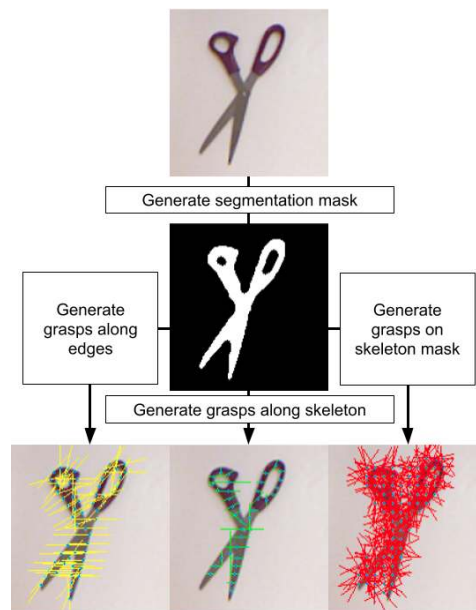 Generate segmentation mask
Generate
grasps along
edges
Generate
grasps on
skeleton mask
Generate grasps along skeleton